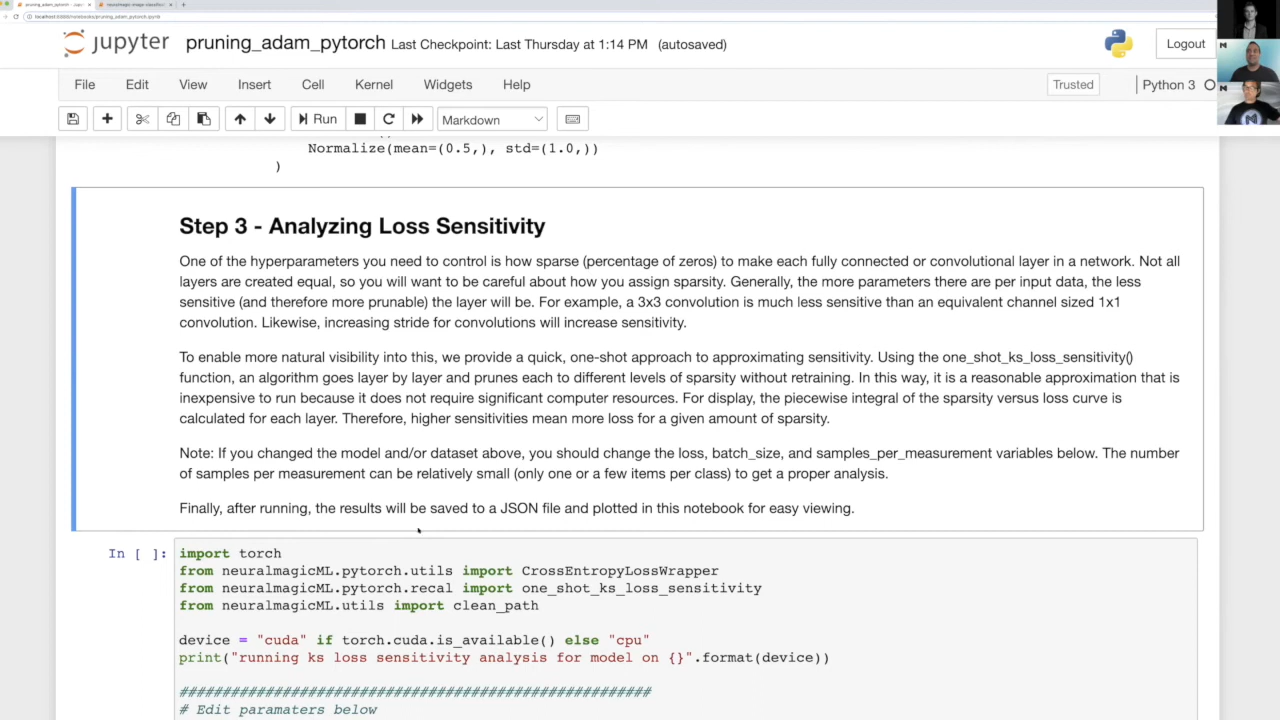 pruning_adam_pytorch - Jupy
neuralmagic-image-classific
localhost:8888/notebooks/pruning_adam_pytorch.ipynb
jupyter pruning_adam_pytorch Last Checkpoint: Last Thursday at 1:14 PM (autosaved)
Logout
File Edit View Insert Cell Kernel Widgets Help
Trusted Python 3
Run Markdown
Normalize(mean=(0.5,), std=(1.0,))
)
Step 3 - Analyzing Loss Sensitivity
One of the hyperparameters you need to control is how sparse (percentage of zeros) to make each fully connected or convolutional layer in a network. Not all
layers are created equal, so you will want to be careful about how you assign sparsity. Generally, the more parameters there are per input data, the less
sensitive (and therefore more prunable) the layer will be. For example, a 3x3 convolution is much less sensitive than an equivalent channel sized 1x1
convolution. Likewise, increasing stride for convolutions will increase sensitivity.
To enable more natural visibility into this, we provide a quick, one-shot approach to approximating sensitivity. Using the one_shot_ks_loss_sensitivity()
function, an algorithm goes layer by layer and prunes each to different levels of sparsity without retraining. In this way, it is a reasonable approximation that is
inexpensive to run because it does not require significant computer resources. For display, the piecewise integral of the sparsity versus loss curve is
calculated for each layer. Therefore, higher sensitivities mean more loss for a given amount of sparsity.
Note: If you changed the model and/or dataset above, you should change the loss, batch_size, and samples_per_measurement variables below. The number
of samples per measurement can be relatively small (only one or a few items per class) to get a proper analysis.
Finally, after running, the results will be saved to a JSON file and plotted in this notebook for easy viewing.
In [ ]: import torch
from neuralmagicML.pytorch.utils import CrossEntropyLossWrapper
from neuralmagicML.pytorch.recal import one_shot_ks_loss_sensitivity
from neuralmagicML.utils import clean_path
device = "cuda" if torch.cuda.is_available() else "cpu"
print("running ks loss sensitivity analysis for model on {}".format(device))
#######################################################
# Edit paramaters below